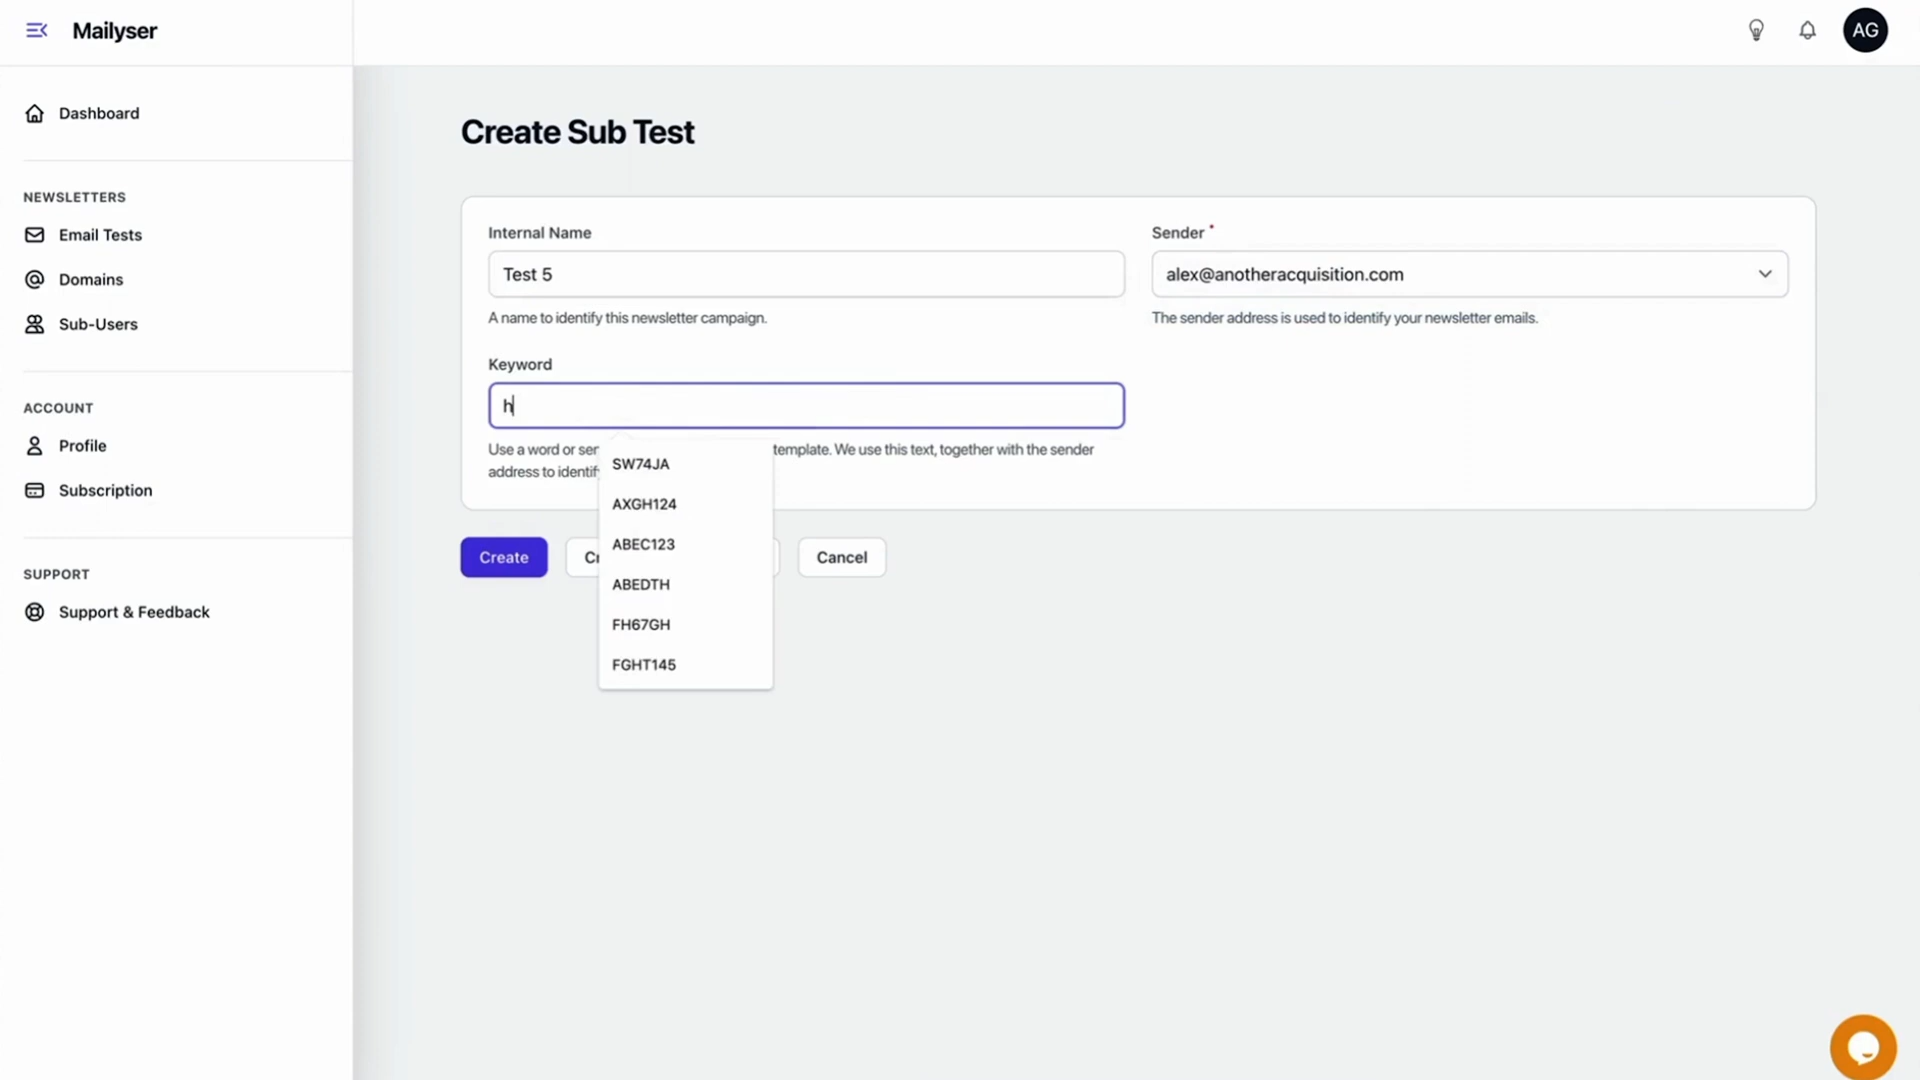 Mailyser
AG
Dashboard
NEWSLETTERS
Email Tests
Domains
Sub-Users
ACCOUNT
Profile
Subscription
SUPPORT
Support & Feedback
Create Sub Test
Internal Name
Test 5
A name to identify this newsletter campaign.
Sender *
alex@anotheracquisition.com
The sender address is used to identify your newsletter emails.
Keyword
h
Use a word or template. We use this text, together with the sender
address to
SW74JA
AXGH124
ABEC123
ABEDTH
FH67GH
FGHT145
Create
Cancel